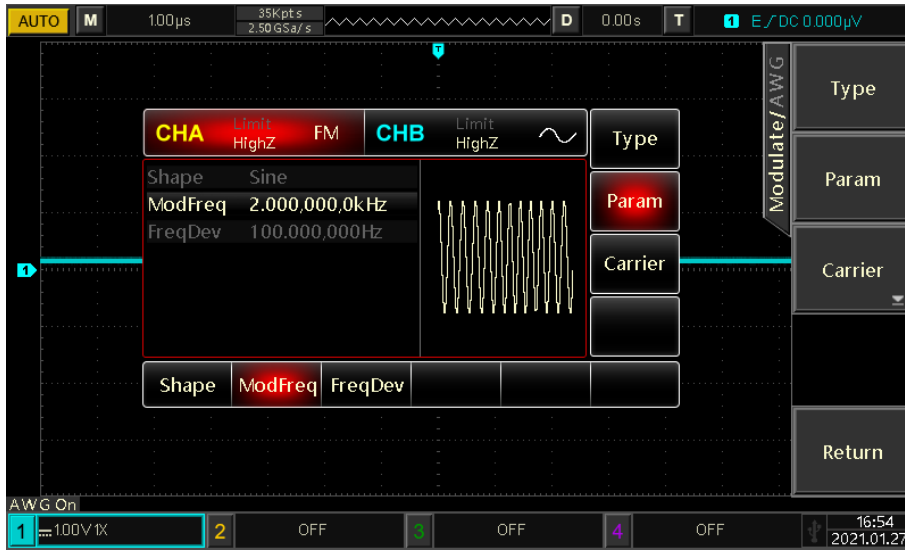 AUTO M 1.00μs 35Kpts D 0.00s T 1 E DC 0.000μV
2.50GSa/s
T
Modulate/AWG
Type
Param
Carrier
Return
CHA Limit FM CHB Limit
HighZ HighZ
Type
Param
Carrier
Shape Sine
ModFreq 2.000,000,0kHz
FreqDev 100.000,000Hz
1
Shape ModFreq FreqDev
AWG On
1 1.00V 1X 2 OFF 3 OFF 4 OFF 16:54
2021.01.27